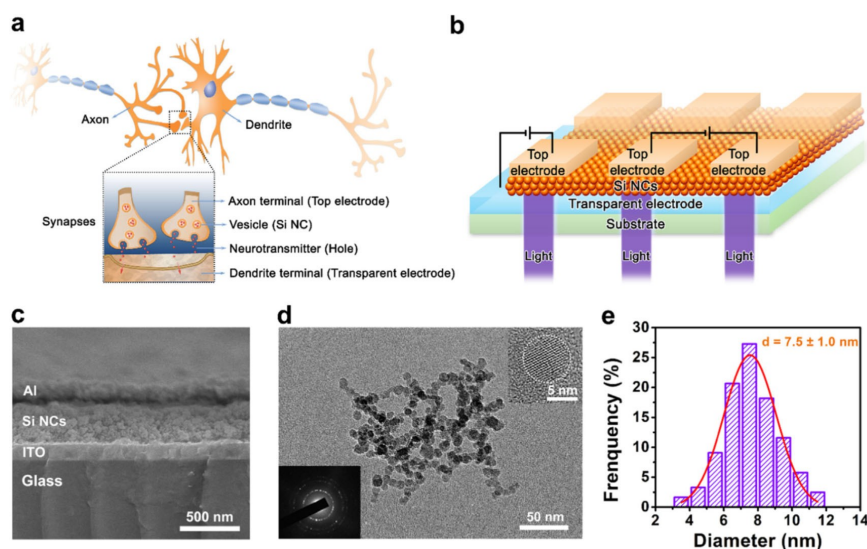 a
Axon
Dendrite
Synapses
Axon terminal (Top electrode)
Vesicle (Si NC)
Neurotransmitter (Hole)
Dendrite terminal (Transparent electrode)
b
Top
electrode
Top
electrode
Top
electrode
Si NCs
Transparent electrode
Substrate
Light
Light
Light
c
Al
Si NCs
ITO
Glass
500 nm
d
5 nm
50 nm
e
d = 7.5 ± 1.0 nm
Frenquency (%)
30
25
20
15
10
5
0
2 4 6 8 10 12 14
Diameter (nm)